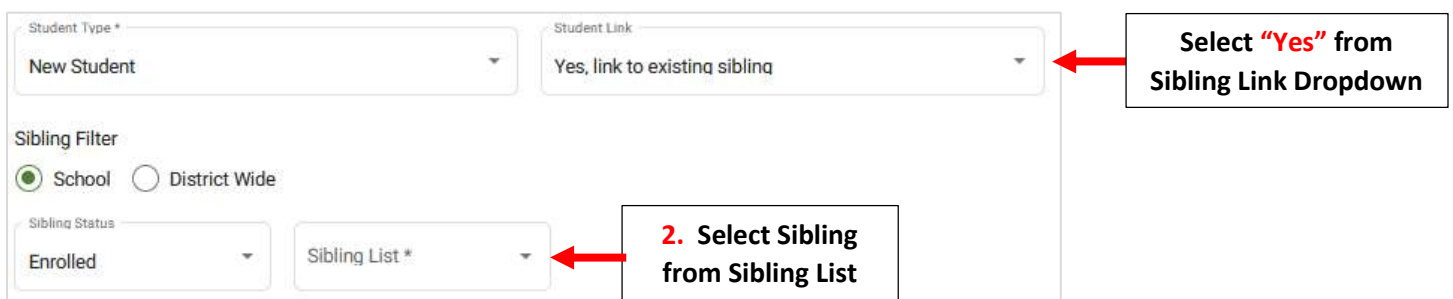 Student Type *
New Student
Student Link
Yes, link to existing sibling
Select “Yes” from
Sibling Link Dropdown
Sibling Filter
School
District Wide
Sibling Status
Enrolled
Sibling List *
2. Select Sibling
from Sibling List